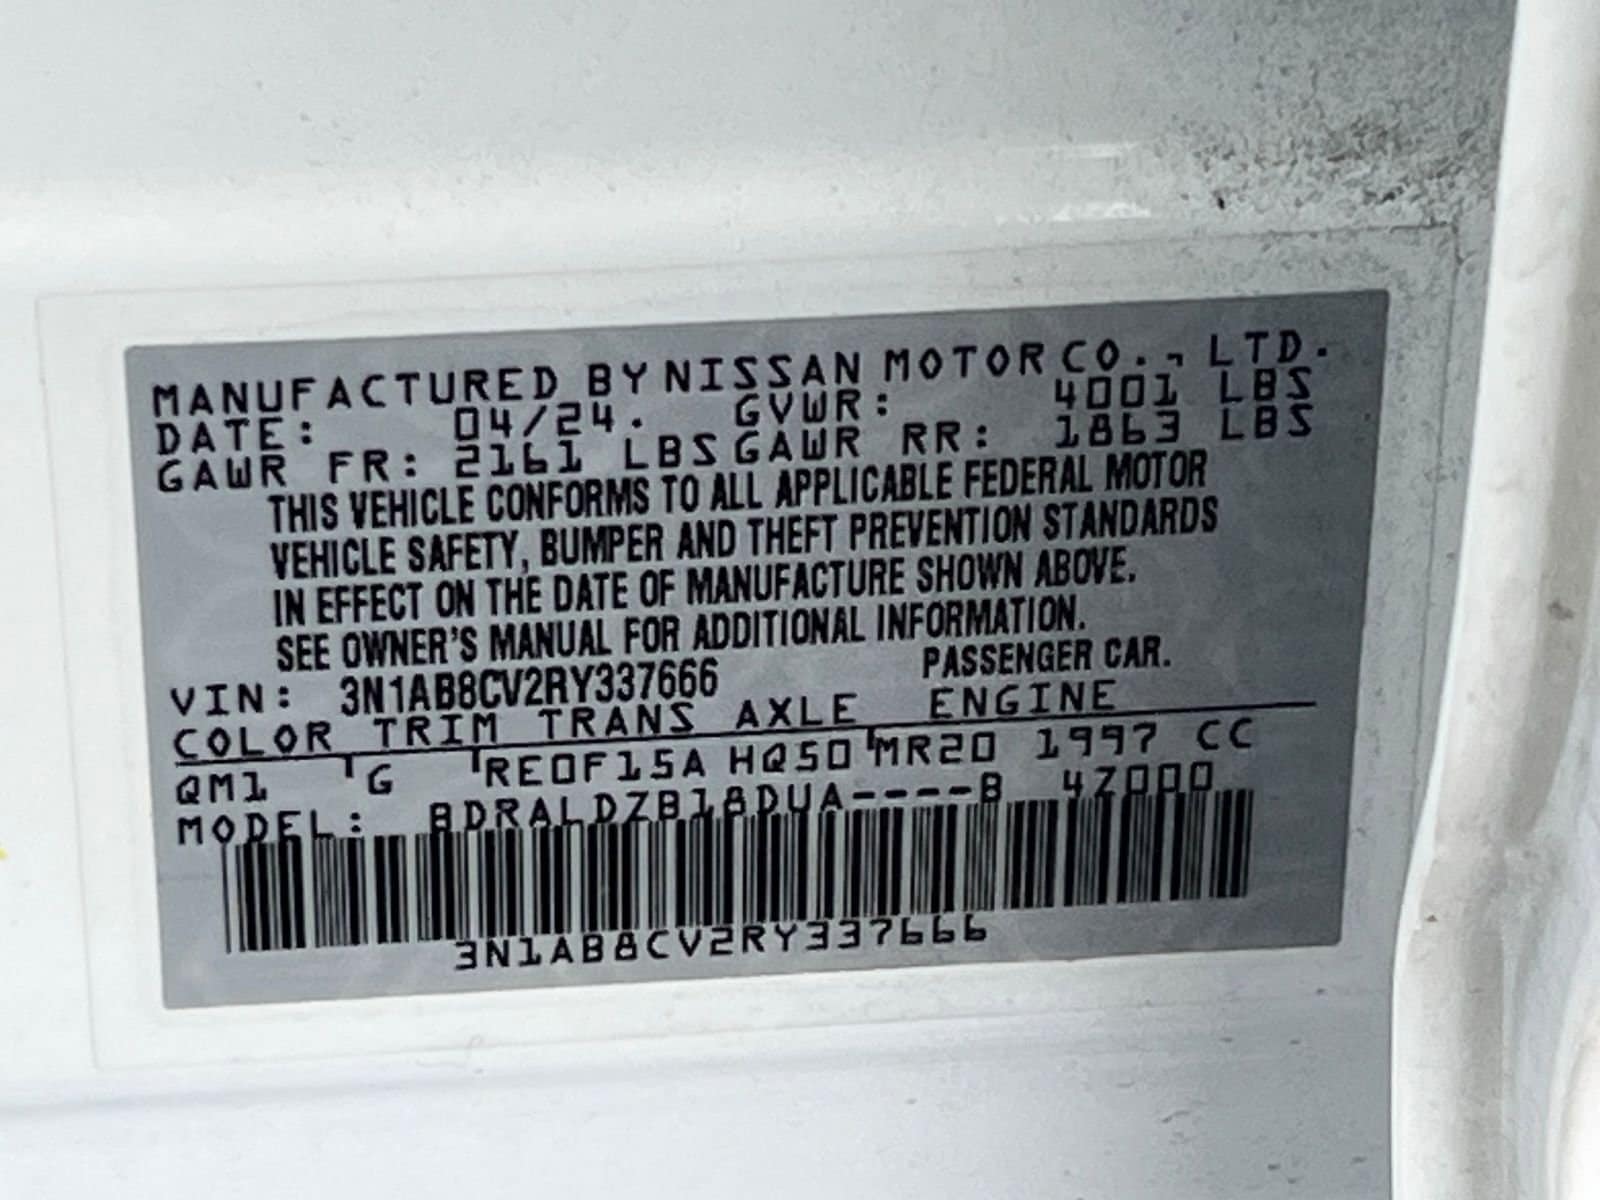 MANUFACTURED BY NISSAN MOTOR CO., LTD.
DATE: 04/24. GVWR: 4001 LBS
GAWR FR: 2161 LBS GAWR RR: 1863 LBS
THIS VEHICLE CONFORMS TO ALL APPLICABLE FEDERAL MOTOR
VEHICLE SAFETY, BUMPER AND THEFT PREVENTION STANDARDS
IN EFFECT ON THE DATE OF MANUFACTURE SHOWN ABOVE.
SEE OWNER'S MANUAL FOR ADDITIONAL INFORMATION.
VIN: 3N1AB8CV2RY337666 PASSENGER CAR.
COLOR TRIM TRANS AXLE ENGINE
QM1 G RE0F15A HQ50 MR20 1997 CC
MODEL: BDRALDZB18DUA----B 4Z000
3N1AB8CV2RY337666